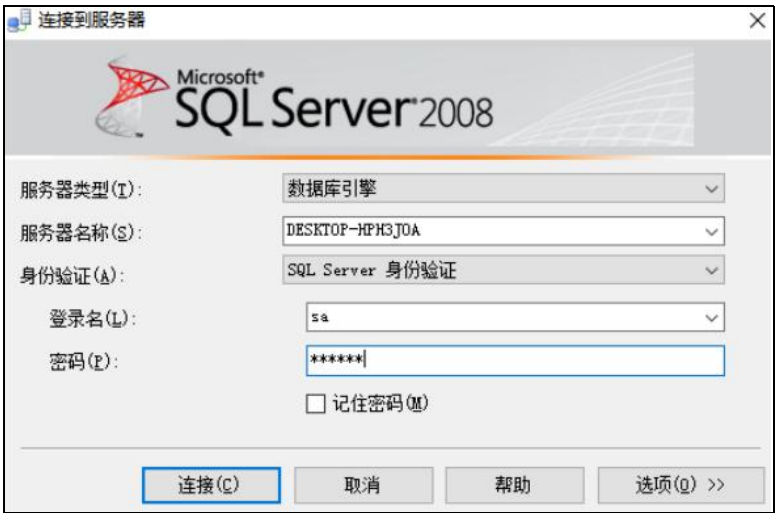 连接到服务器
Microsoft®
SQL Server®2008
服务器类型(T): 数据库引擎
服务器名称(S): DESKTOP-HPH3JOA
身份验证(A): SQL Server 身份验证
登录名(L): sa
密码(P): ******
记住密码(M)
连接(C) 取消 帮助 选项(O) >>